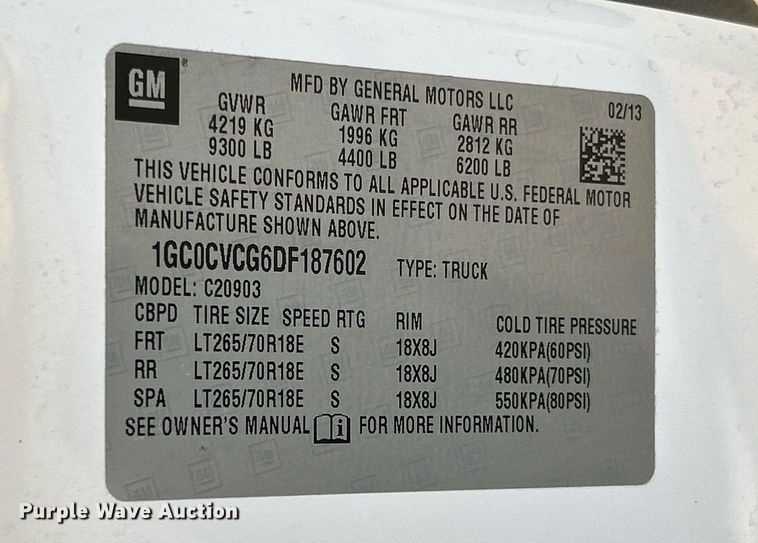 GM
MFD BY GENERAL MOTORS LLC
02/13
GVWR GAWR FRT GAWR RR
4219 KG 1996 KG 2812 KG
9300 LB 4400 LB 6200 LB
THIS VEHICLE CONFORMS TO ALL APPLICABLE U.S. FEDERAL MOTOR
VEHICLE SAFETY STANDARDS IN EFFECT ON THE DATE OF
MANUFACTURE SHOWN ABOVE.
1GC0CVCG6DF187602 TYPE: TRUCK
MODEL: C20903
CBPD TIRE SIZE SPEED RTG RIM COLD TIRE PRESSURE
FRT LT265/70R18E S 18X8J 420KPA(60PSI)
RR LT265/70R18E S 18X8J 480KPA(70PSI)
SPA LT265/70R18E S 18X8J 550KPA(80PSI)
SEE OWNER'S MANUAL i FOR MORE INFORMATION.
Purple Wave Auction